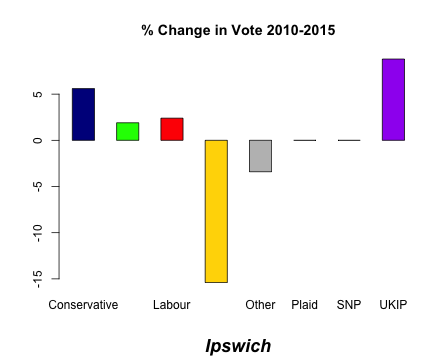 % Change in Vote 2010-2015
5
0
-5
-10
-15
Conservative Labour Other Plaid SNP UKIP
Ipswich